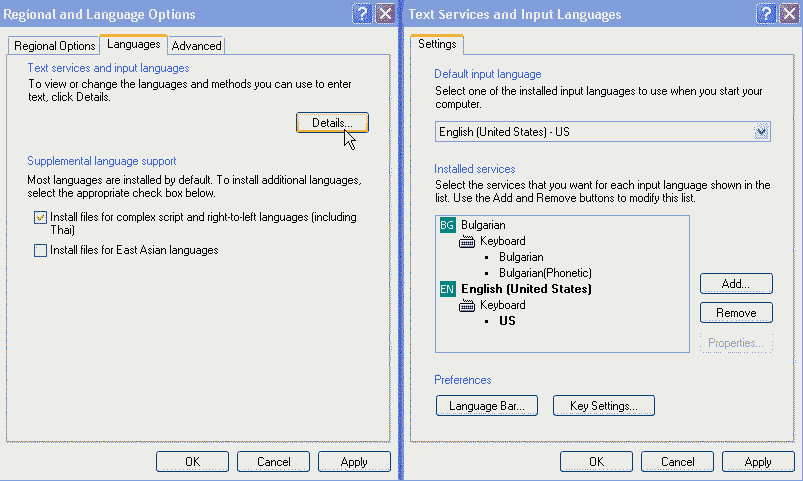 Regional and Language Options
Regional Options
Languages
Advanced
Text services and input languages
To view or change the languages and methods you can use to enter
text, click Details.
Details...
Supplemental language support
Most languages are installed by default. To install additional languages,
select the appropriate check box below.
Install files for complex script and right-to-left languages (including
Thai)
Install files for East Asian languages
OK
Cancel
Apply
Text Services and Input Languages
Settings
Default input language
Select one of the installed input languages to use when you start your
computer.
English (United States) - US
Installed services
Select the services that you want for each input language shown in the
list. Use the Add and Remove buttons to modify this list.
BG Bulgarian
Keyboard
Bulgarian
Bulgarian(Phonetic)
EN English (United States)
Keyboard
US
Add...
Remove
Properties...
Preferences
Language Bar...
Key Settings...
OK
Cancel
Apply